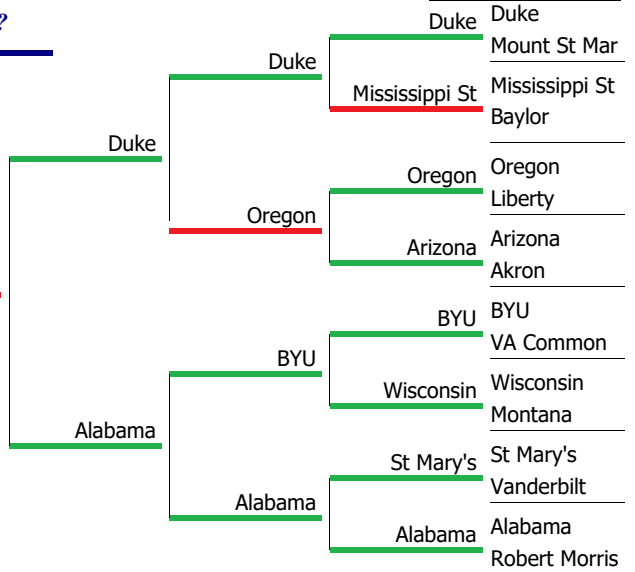 ?
Duke
Duke
Duke
Mount St Mar
Duke
Mississippi St
Mississippi St
Baylor
Duke
Oregon
Oregon
Liberty
Oregon
Arizona
Arizona
Akron
BYU
BYU
VA Common
BYU
Wisconsin
Wisconsin
Montana
Alabama
St Mary's
St Mary's
Vanderbilt
Alabama
Alabama
Alabama
Robert Morris